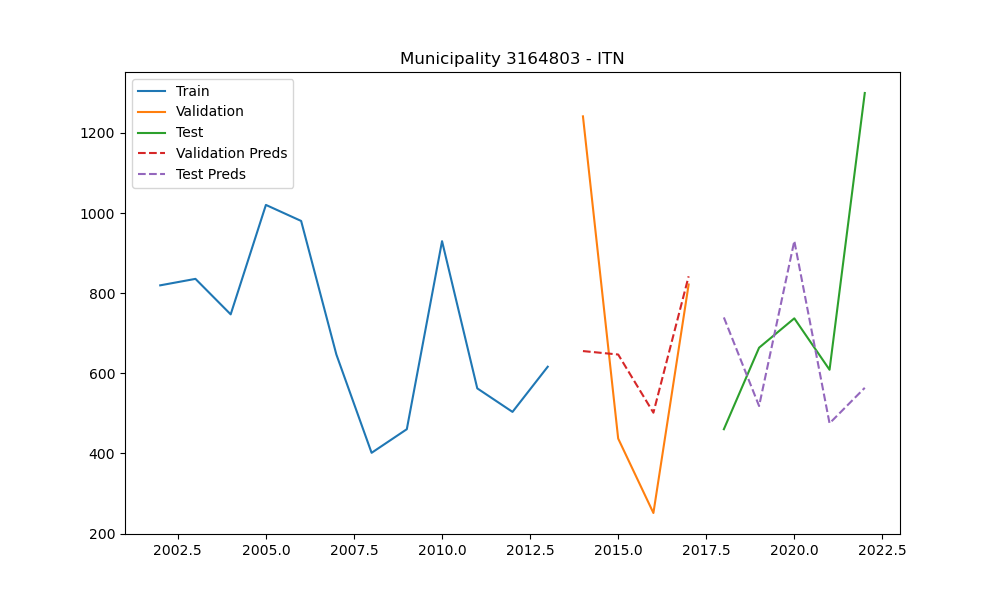 Municipality 3164803 - ITN
Train
Validation
Test
Validation Preds
Test Preds
1200
1000
800
600
400
200
2002.5 2005.0 2007.5 2010.0 2012.5 2015.0 2017.5 2020.0 2022.5